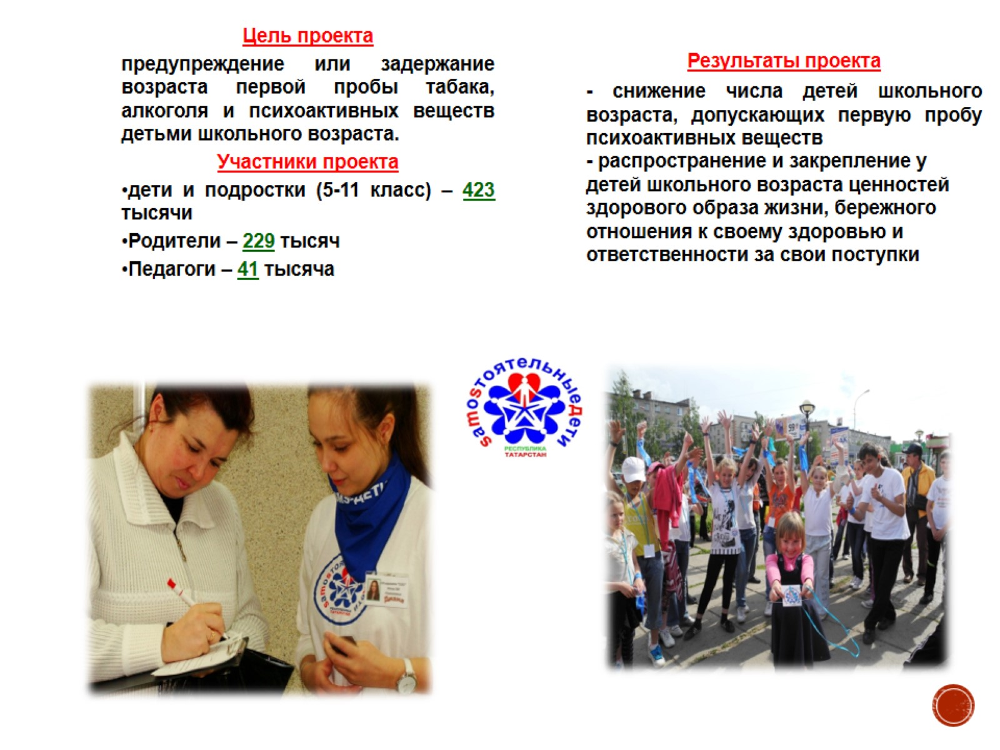 Цель проекта
предупреждение или задержание
возраста первой пробы табака,
алкоголя и психоактивных веществ
детьми школьного возраста.
Участники проекта
•дети и подростки (5-11 класс) – 423
тысячи
•Родители – 229 тысяч
•Педагоги – 41 тысяча
Результаты проекта
- снижение числа детей школьного
возраста, допускающих первую пробу
психоактивных веществ
- распространение и закрепление у
детей школьного возраста ценностей
здорового образа жизни, бережного
отношения к своему здоровью и
ответственности за свои поступки
samosтоятельныедети
РЕСПУБЛИКА
ТАТАРСТАН
Диана
59